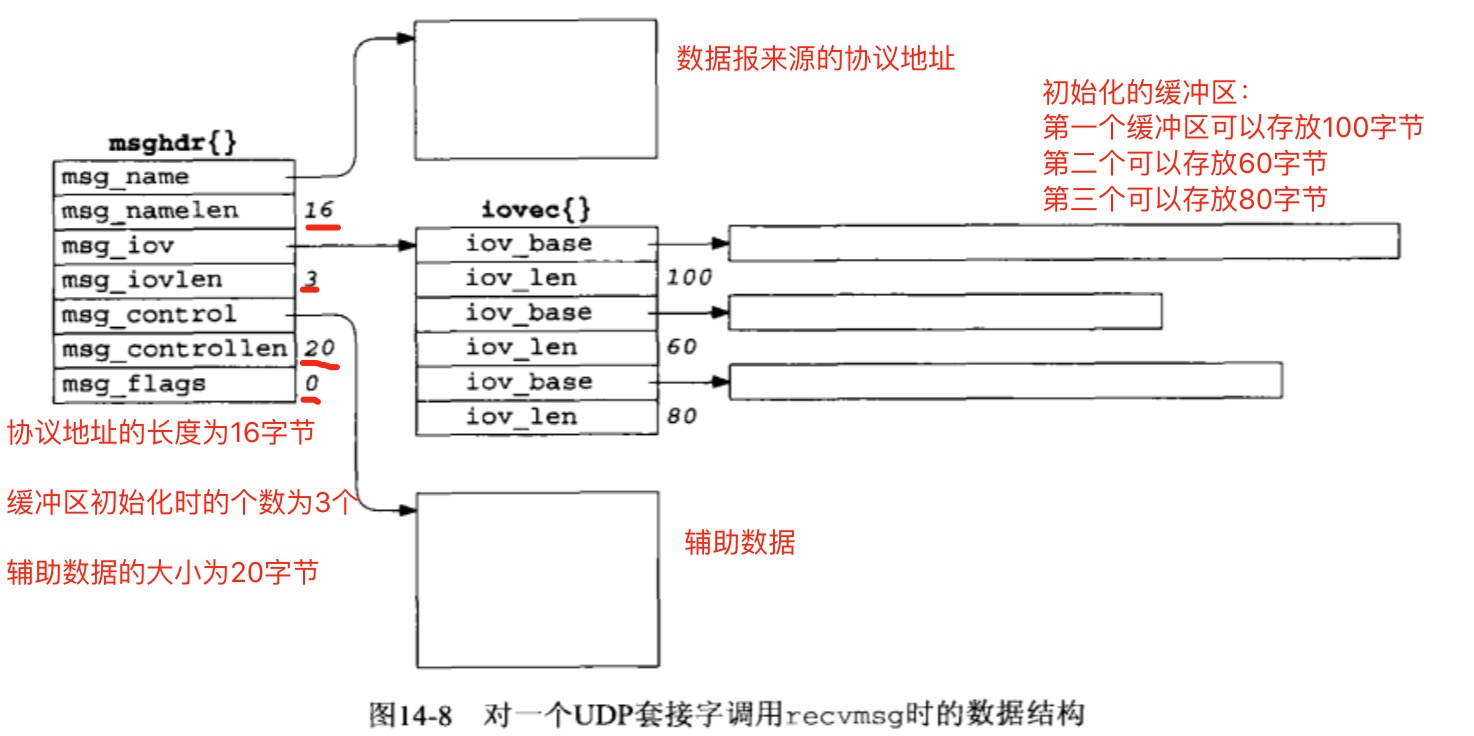 数据报来源的协议地址
初始化的缓冲区:
第一个缓冲区可以存放100字节
第二个可以存放60字节
第三个可以存放80字节
msghdr{}
msg_name
msg_namelen 16
msg_iov
msg_iovlen 3
msg_control
msg_controllen 20
msg_flags 0
iovec{}
iov_base
iov_len 100
iov_base
iov_len 60
iov_base
iov_len 80
协议地址的长度为16字节
缓冲区初始化时的个数为3个
辅助数据的大小为20字节
辅助数据
图14-8 对一个UDP套接字调用recvmsg时的数据结构